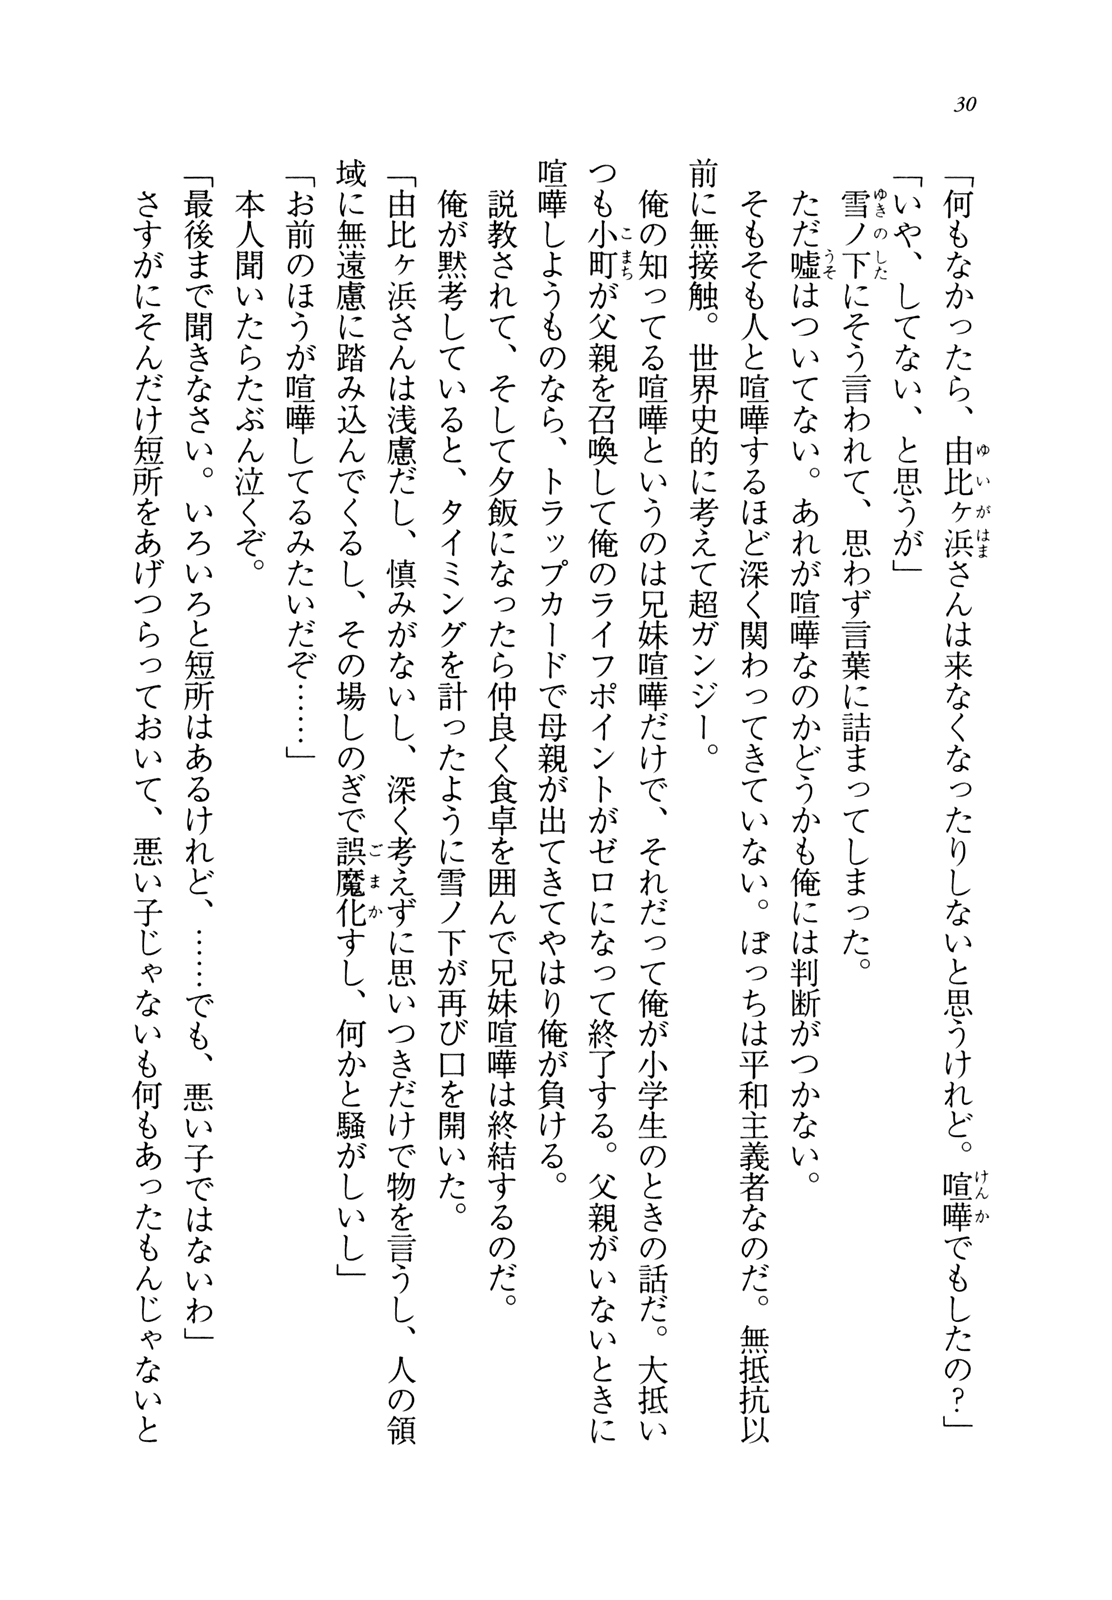 30
「何もなかったら、由比ヶ浜さんは来なくなったりしないと思うけれど。喧嘩でもしたの？」
「いや、してない、と思うが」
雪ノ下にそう言われて、思わず言葉に詰まってしまった。
ただ嘘はついてない。あれが喧嘩なのかどうかも俺には判断がつかない。
そもそも人と喧嘩するほど深く関わってきていない。ぼっちは平和主義者なのだ。無抵抗以
前に無接触。世界史的に考えて超ガンジー。
俺の知ってる喧嘩というのは兄妹喧嘩だけで、それだって俺が小学生のときの話だ。大抵い
つも小町が父親を召喚して俺のライフポイントがゼロになって終了する。父親がいないときに
喧嘩しようものなら、トラップカードで母親が出てきてやはり俺が負ける。
説教されて、そして夕飯になったら仲良く食卓を囲んで兄妹喧嘩は終結するのだ。
俺が黙考していると、タイミングを計ったように雪ノ下が再び口を開いた。
「由比ヶ浜さんは浅慮だし、慎みがないし、深く考えずに思いつきだけで物を言うし、人の領
域に無遠慮に踏み込んでくるし、その場しのぎで誤魔化すし、何かと騒がしいし」
「お前のほうが喧嘩してるみたいだぞ……」
本人聞いたらたぶん泣くぞ。
「最後まで聞きなさい。いろいろと短所はあるけれど、……でも、悪い子ではないわ」
さすがにそんだけ短所をあげつらっておいて、悪い子じゃないも何もあったもんじゃないと